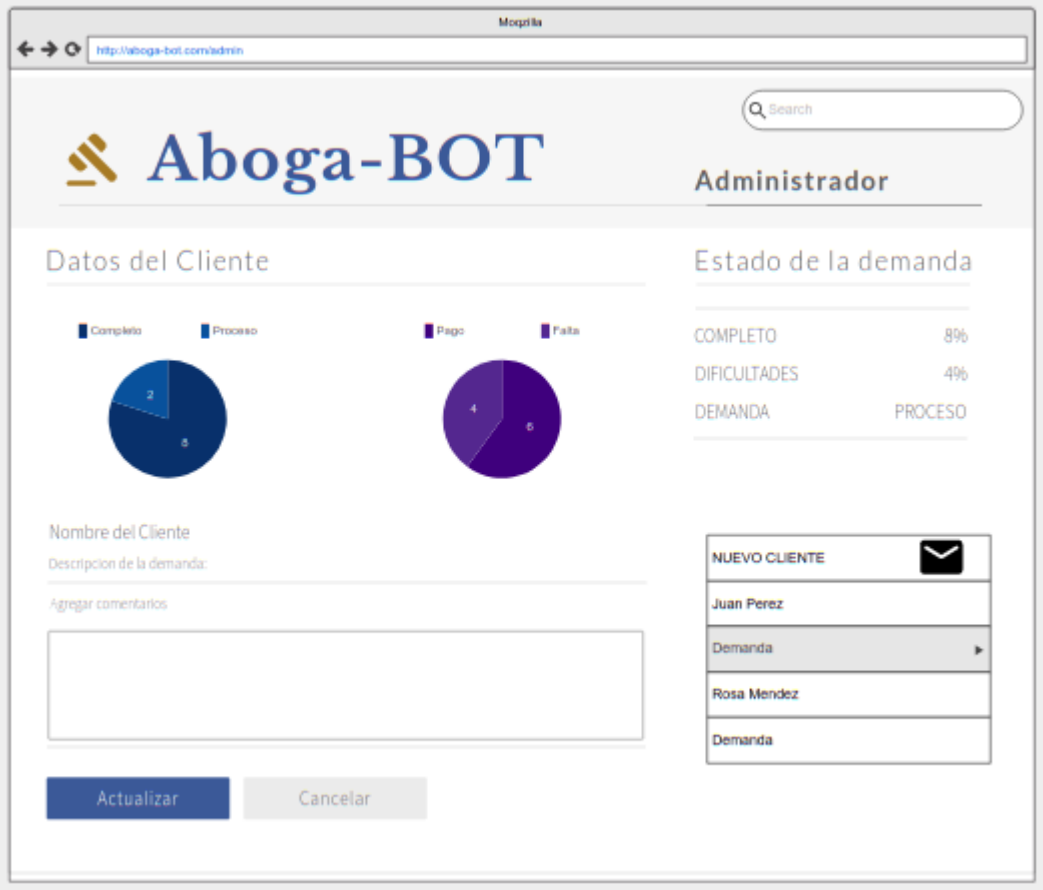 Moqzilla
http://aboga-bot.com/admin
Search
Aboga-BOT
Administrador
Datos del Cliente
Estado de la demanda
Completo Proceso
Pago Falta
2
8
4
6
COMPLETO 8%
DIFICULTADES 4%
DEMANDA PROCESO
Nombre del Cliente
Descripcion de la demanda:
Agregar comentarios
NUEVO CLIENTE
Juan Perez
Demanda
Rosa Mendez
Demanda
Actualizar Cancelar